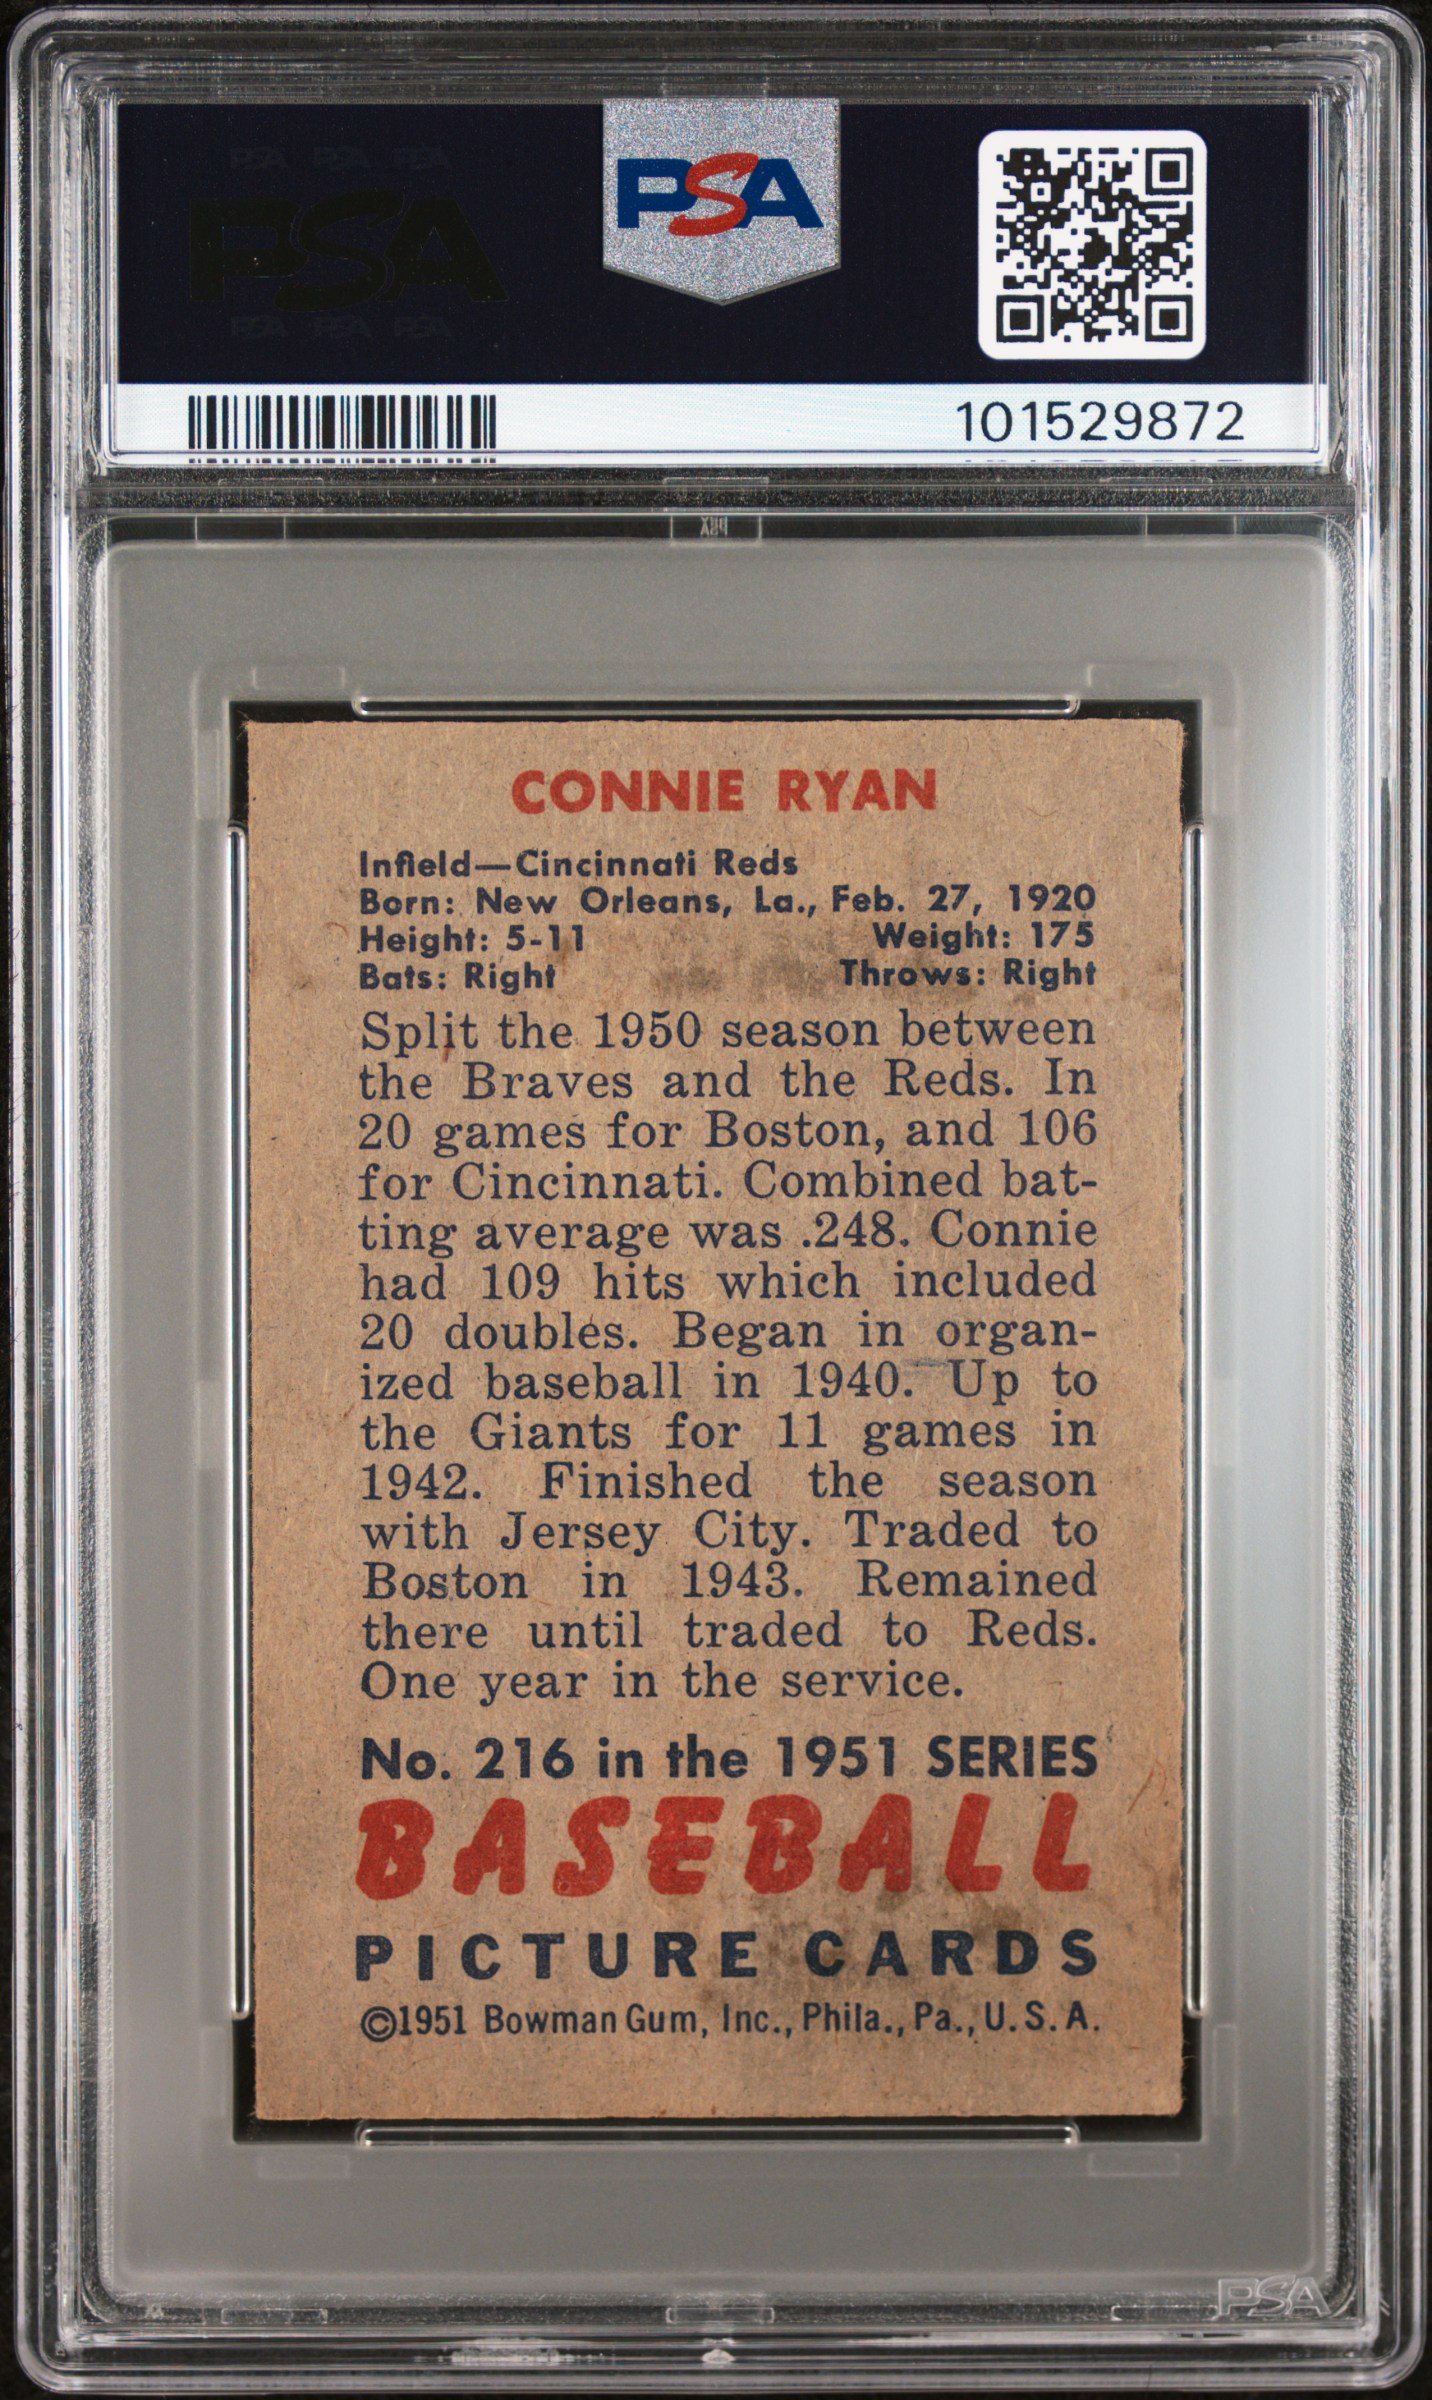 PSA
PSA
101529872
CONNIE RYAN
Infield—Cincinnati Reds
Born: New Orleans, La., Feb. 27, 1920
Height: 5-11 Weight: 175
Bats: Right Throws: Right
Split the 1950 season between
the Braves and the Reds. In
20 games for Boston, and 106
for Cincinnati. Combined bat-
ting average was .248. Connie
had 109 hits which included
20 doubles. Began in organ-
ized baseball in 1940. Up to
the Giants for 11 games in
1942. Finished the season
with Jersey City. Traded to
Boston in 1943. Remained
there until traded to Reds.
One year in the service.
No. 216 in the 1951 SERIES
BASEBALL
PICTURE CARDS
©1951 Bowman Gum, Inc., Phila., Pa., U.S.A.
PSA